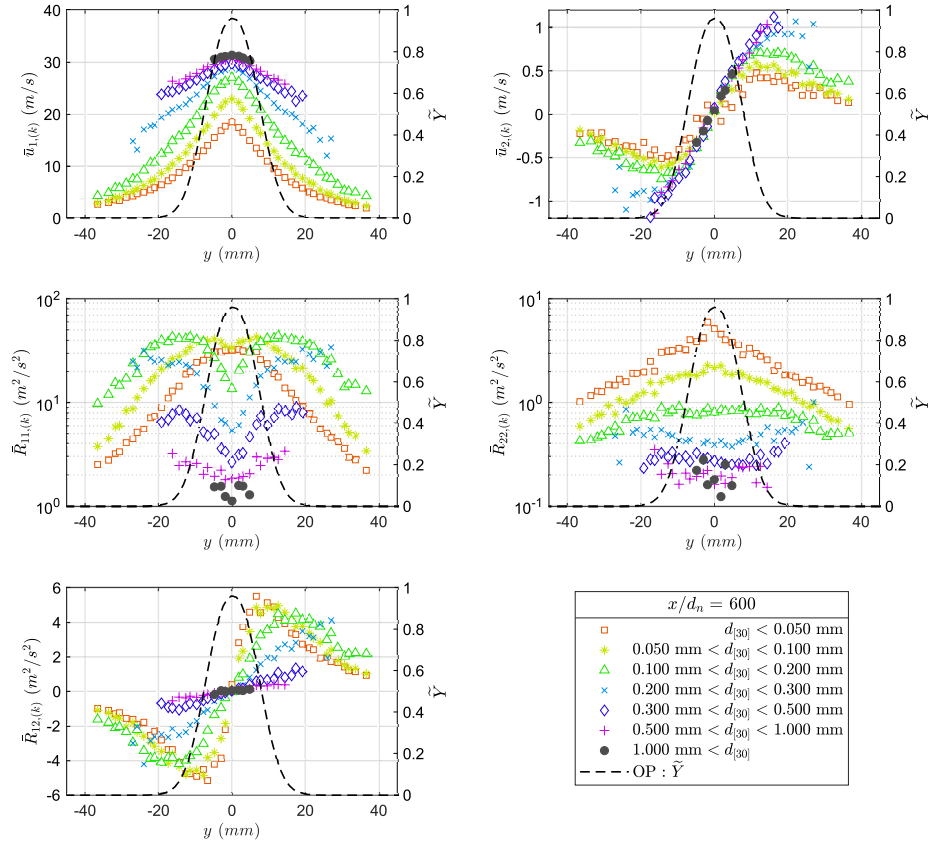 40
30
20
10
0
1
0.8
0.6
0.4
0.2
0
-40 -20 0 20 40
y (mm)
ū₁,₍ₖ₎ (m/s)
Ỹ
1
0.5
0
-0.5
-1
1
0.8
0.6
0.4
0.2
0
-40 -20 0 20 40
y (mm)
ū₂,₍ₖ₎ (m/s)
Ỹ
10²
10¹
10⁰
1
0.8
0.6
0.4
0.2
0
-40 -20 0 20 40
y (mm)
R̄₁₁,₍ₖ₎ (m²/s²)
Ỹ
10¹
10⁰
10⁻¹
1
0.8
0.6
0.4
0.2
0
-40 -20 0 20 40
y (mm)
R̄₂₂,₍ₖ₎ (m²/s²)
Ỹ
6
4
2
0
-2
-4
-6
1
0.8
0.6
0.4
0.2
0
-40 -20 0 20 40
y (mm)
R̄₁₂,₍ₖ₎ (m²/s²)
Ỹ
x/dₙ = 600
d[30] < 0.050 mm
0.050 mm < d[30] < 0.100 mm
0.100 mm < d[30] < 0.200 mm
0.200 mm < d[30] < 0.300 mm
0.300 mm < d[30] < 0.500 mm
0.500 mm < d[30] < 1.000 mm
1.000 mm < d[30]
OP : Ỹ